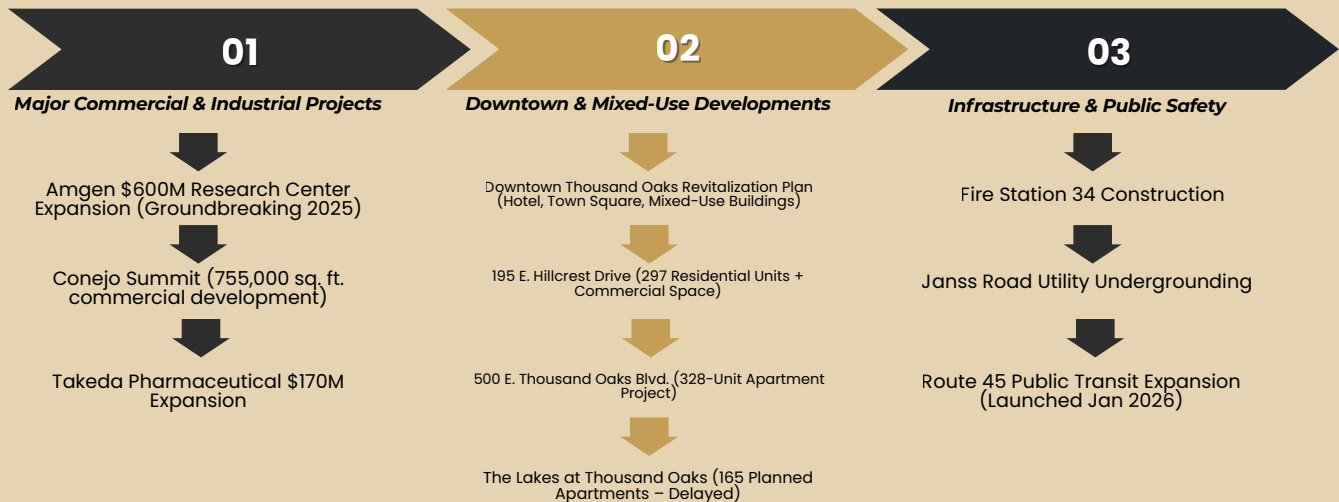 01
Major Commercial & Industrial Projects
Amgen $600M Research Center
Expansion (Groundbreaking 2025)
Conejo Summit (755,000 sq. ft.
commercial development)
Takeda Pharmaceutical $170M
Expansion
02
Downtown & Mixed-Use Developments
Downtown Thousand Oaks Revitalization Plan
(Hotel, Town Square, Mixed-Use Buildings)
195 E. Hillcrest Drive (297 Residential Units +
Commercial Space)
500 E. Thousand Oaks Blvd. (328-Unit Apartment
Project)
The Lakes at Thousand Oaks (165 Planned
Apartments – Delayed)
03
Infrastructure & Public Safety
Fire Station 34 Construction
Janss Road Utility Undergrounding
Route 45 Public Transit Expansion
(Launched Jan 2026)